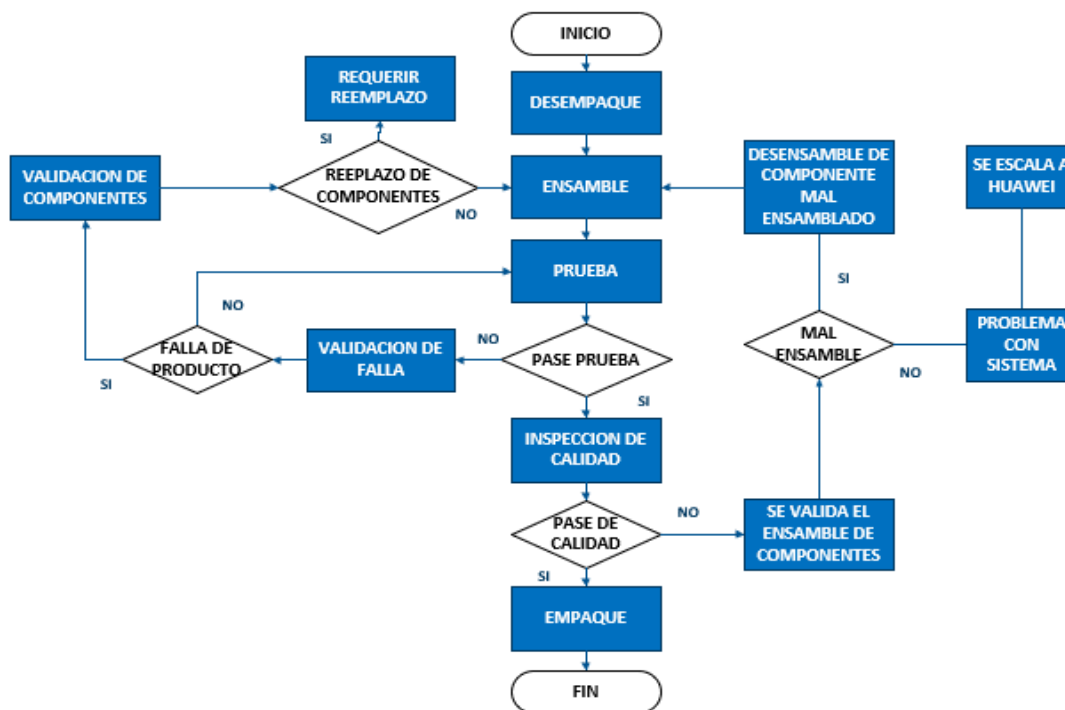 INICIO
REQUERIR
REEMPLAZO
DESEMPAQUE
SI
VALIDACION DE
COMPONENTES
REEPLAZO DE
COMPONENTES
NO
ENSAMBLE
DESENSAMBLE DE
COMPONENTE
MAL
ENSAMBLADO
SE ESCALA A
HUAWEI
PRUEBA
SI
NO
FALLA DE
PRODUCTO
SI
VALIDACION DE
FALLA
NO
PASE PRUEBA
SI
MAL
ENSAMBLE
NO
PROBLEMA
CON
SISTEMA
INSPECCION DE
CALIDAD
PASE DE
CALIDAD
NO
SE VALIDA EL
ENSAMBLE DE
COMPONENTES
SI
EMPAQUE
FIN